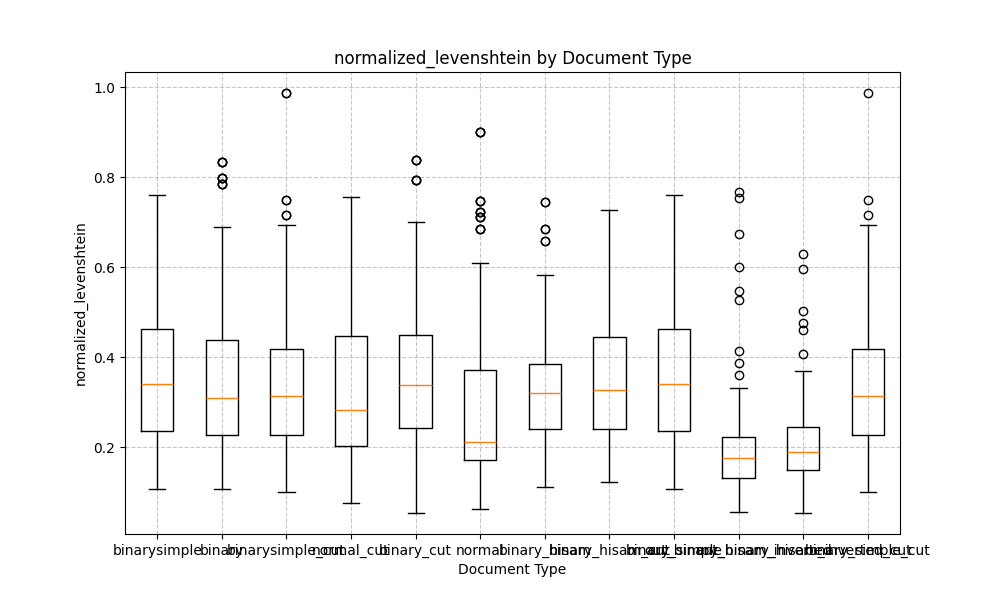 normalized_levenshtein by Document Type
1.0
0.8
0.6
0.4
0.2
normalized_levenshtein
binarysimple binary binarysimple_cut normal_cut binary_cut normal binary_hisam
Document Type